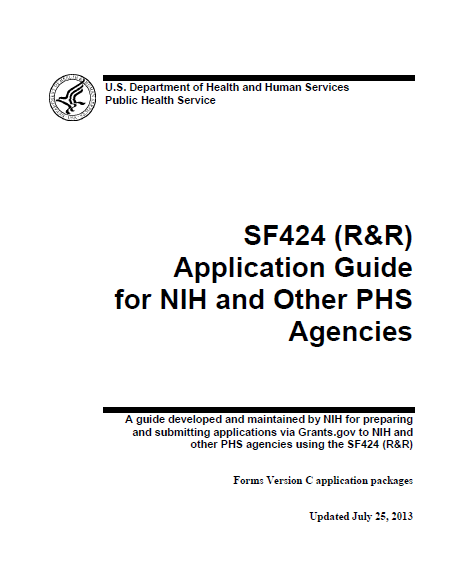 U.S. Department of Health and Human Services
Public Health Service
SF424 (R&R)
Application Guide
for NIH and Other PHS
Agencies
A guide developed and maintained by NIH for preparing
and submitting applications via Grants.gov to NIH and
other PHS agencies using the SF424 (R&R)
Forms Version C application packages
Updated July 25, 2013